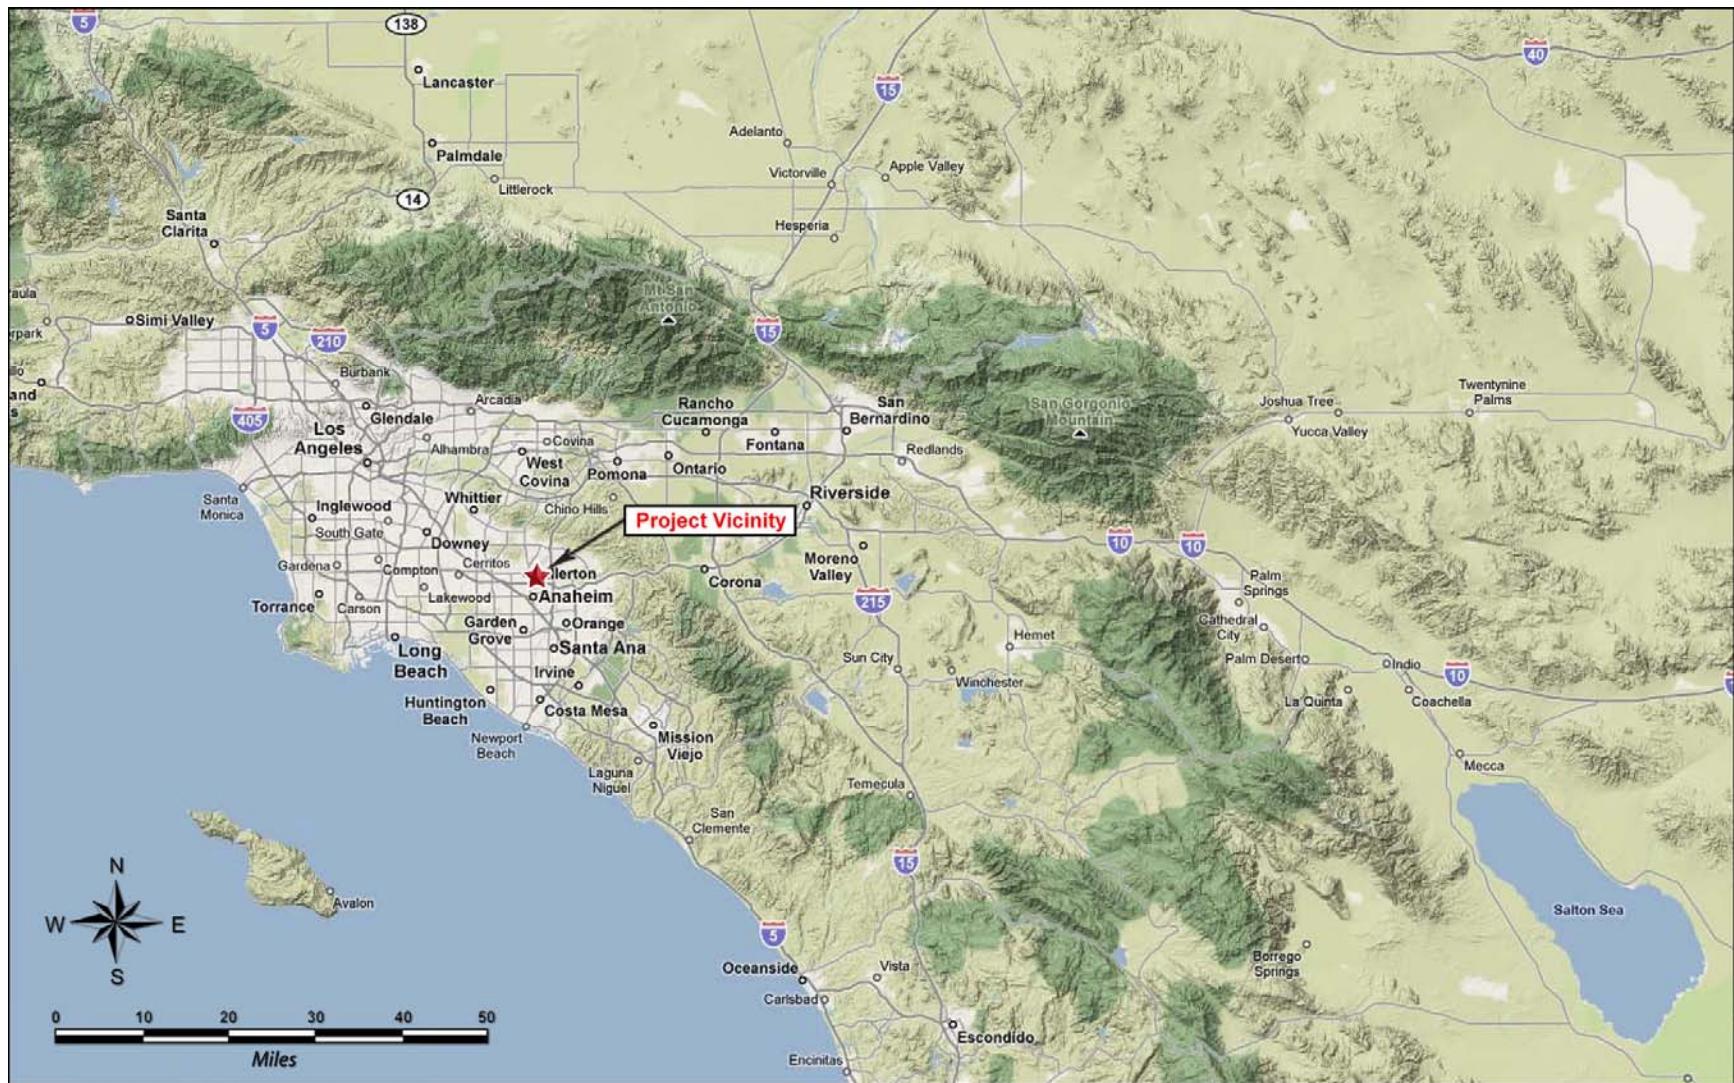 5
138
40
Lancaster
15
Adelanto
Palmdale
Victorville
Apple Valley
Littlerock
14
Santa
Clarita
Hesperia
aula
Mt San
Antonio
Simi Valley
5
15
210
rpark
Burbank
llo
and
s
Arcadia
Rancho
Cucamonga
San
Bernardino
San Gorgonio
Mountain
Joshua Tree
Twentynine
Palms
405
Glendale
Los
Angeles
Alhambra
Covina
Fontana
Yucca Valley
West
Covina
Pomona
Ontario
Redlands
Santa
Monica
Whittier
Riverside
Inglewood
Chino Hills
South Gate
Project Vicinity
Downey
10
10
Gardena
Compton
Cerritos
llerton
Corona
Moreno
Valley
Palm
Springs
Torrance
Carson
Lakewood
Anaheim
215
Garden
Grove
Orange
Cathedral
City
Hemet
Long
Beach
Santa Ana
Sun City
Palm Desert
Indio
10
Irvine
Winchester
Huntington
Beach
Costa Mesa
La Quinta
Coachella
Newport
Beach
Mission
Viejo
Laguna
Niguel
Mecca
Temecula
San
Clemente
15
N
W
E
S
Avalon
Salton Sea
5
Oceanside
Vista
Borrego
Springs
Carlsbad
0 10 20 30 40 50
Miles
Escondido
Encinitas